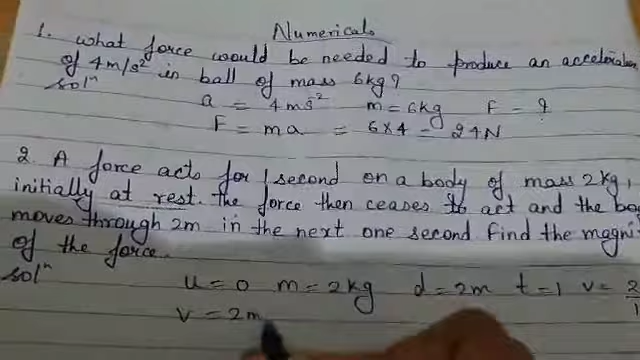 Numericals
1. what force would be needed to produce an acceleration
of 4m/s² in ball of mass 6kg?
solⁿ
a = 4ms² m = 6kg F = ?
F = ma = 6×4 = 24N
2. A force acts for 1 second on a body of mass 2kg,
initially at rest. the force then ceases to act and the
moves through 2m in the next one second find the
of the force.
solⁿ
u = 0 m = 2kg d = 2m t = 1 v = 2/1
v = 2m